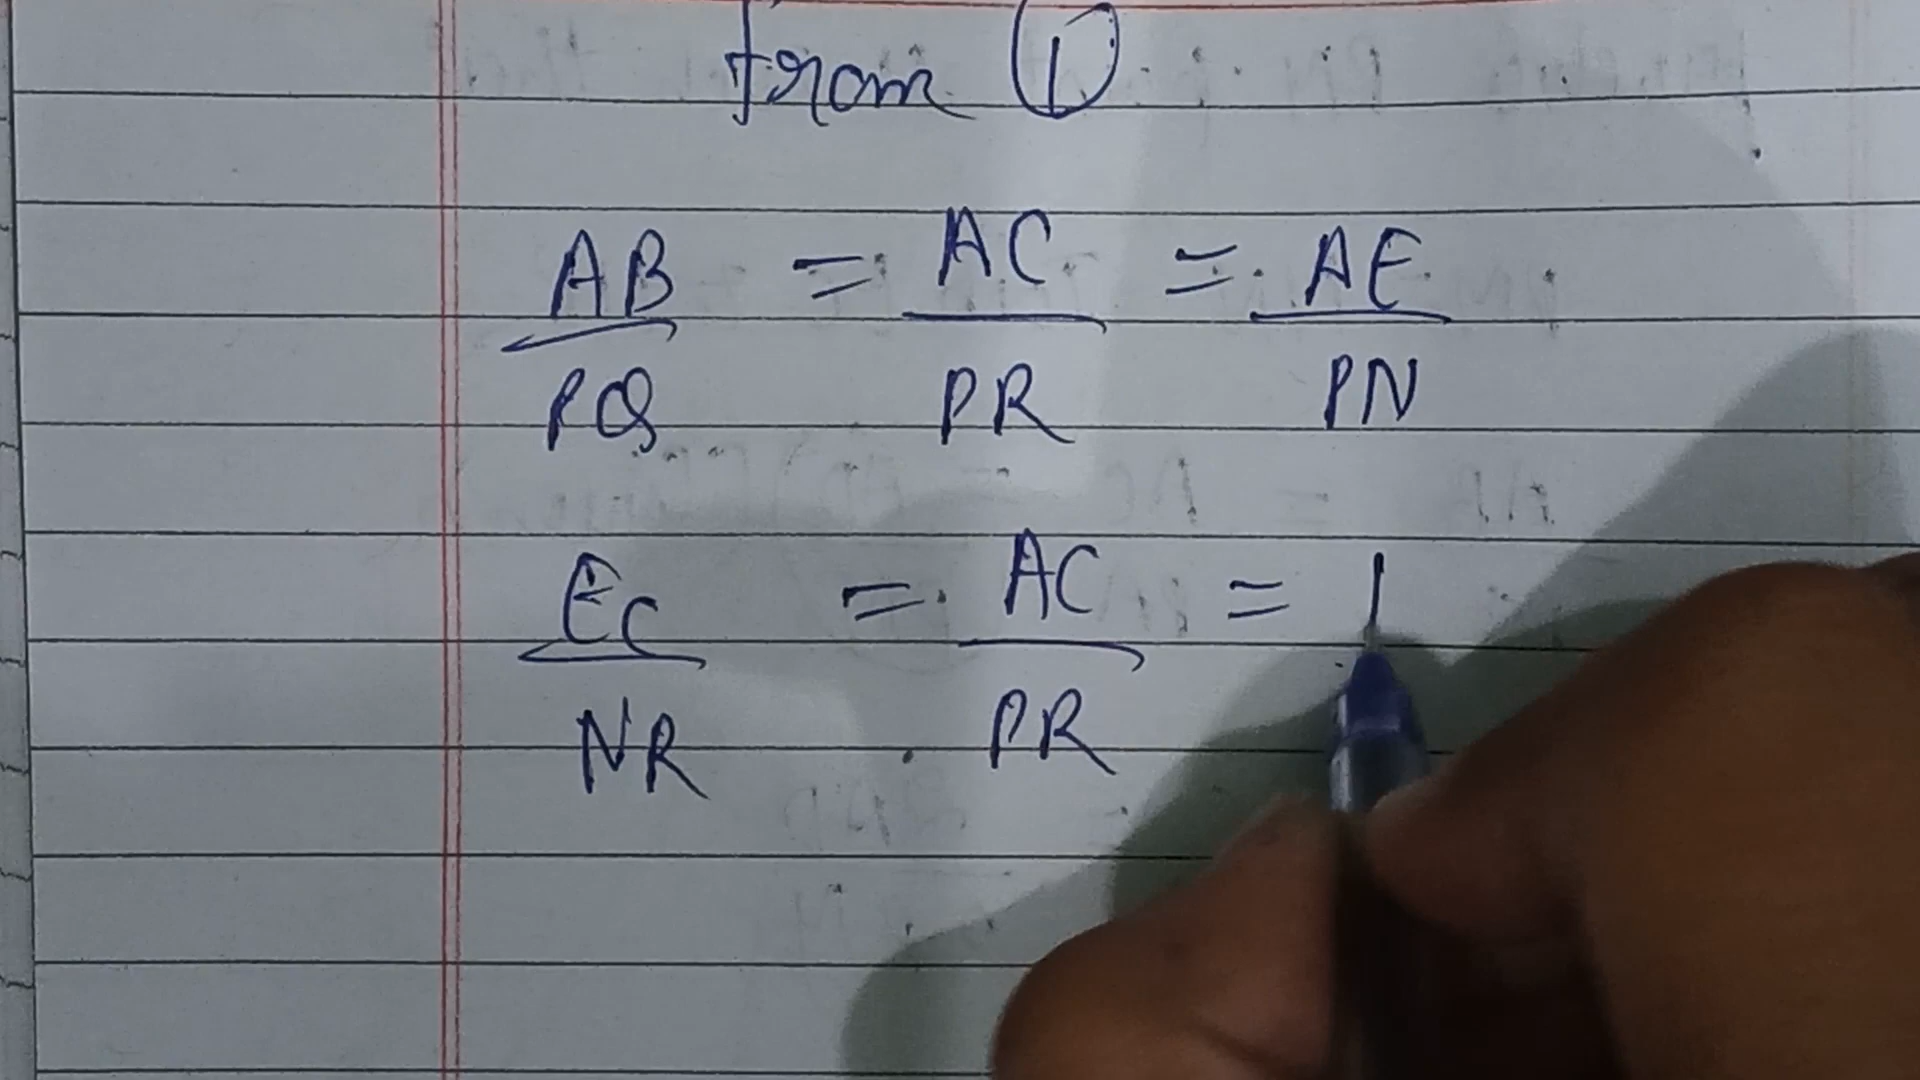 From ①
AB = AC = AE
PQ PR PN
EC = AC = 1
NR PR